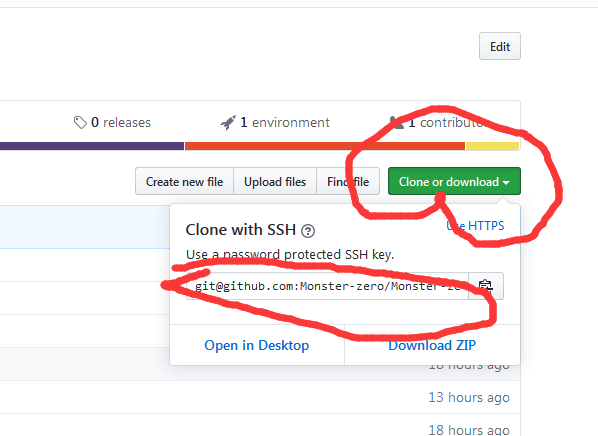 Edit
0 releases 1 environment 1 contributor
Create new file Upload files Find file Clone or download
Clone with SSH Use HTTPS
Use a password protected SSH key.
git@github.com:Monster-zero/Monster-ze
Open in Desktop Download ZIP
18 hours ago
13 hours ago
18 hours ago